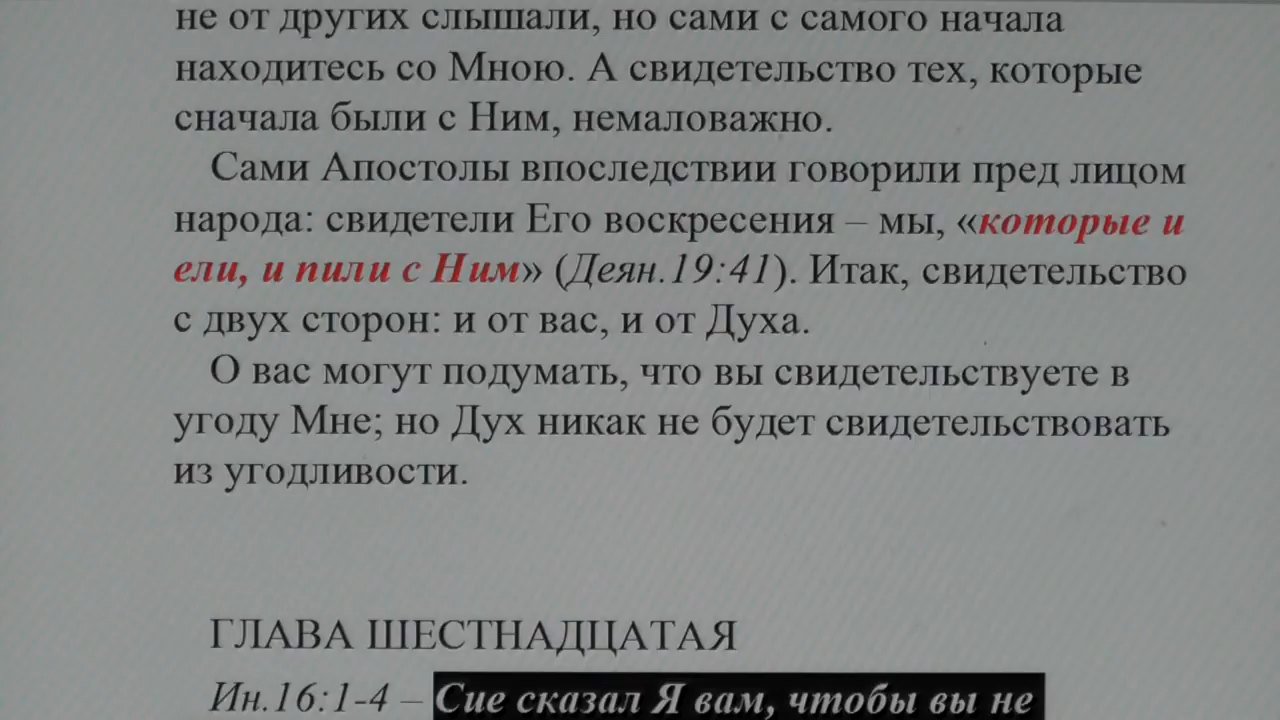 не от других слышали, но сами с самого начала
находитесь со Мною. А свидетельство тех, которые
сначала были с Ним, немаловажно.
Сами Апостолы впоследствии говорили пред лицом
народа: свидетели Его воскресения – мы, «которые и
ели, и пили с Ним» (Деян.19:41). Итак, свидетельство
с двух сторон: и от вас, и от Духа.
О вас могут подумать, что вы свидетельствуете в
угоду Мне; но Дух никак не будет свидетельствовать
из угодливости.
ГЛАВА ШЕСТНАДЦАТАЯ
Ин.16:1-4 – Сие сказал Я вам, чтобы вы не